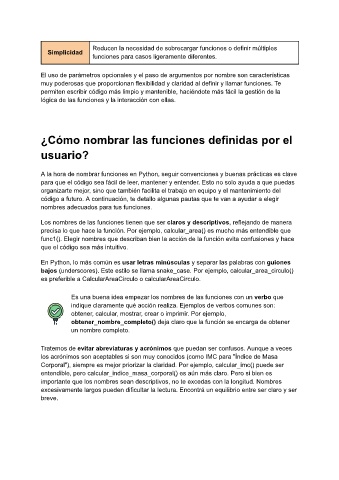 Simplicidad
Reducen la necesidad de sobrecargar funciones o definir múltiples
funciones para casos ligeramente diferentes.
El uso de parámetros opcionales y el paso de argumentos por nombre son características
muy poderosas que proporcionan flexibilidad y claridad al definir y llamar funciones. Te
permiten escribir código más limpio y mantenible, haciéndote más fácil la gestión de la
lógica de las funciones y la interacción con ellas.
¿Cómo nombrar las funciones definidas por el
usuario?
A la hora de nombrar funciones en Python, seguir convenciones y buenas prácticas es clave
para que el código sea fácil de leer, mantener y entender. Esto no solo ayuda a que puedas
organizarte mejor, sino que también facilita el trabajo en equipo y el mantenimiento del
código a futuro. A continuación, te detallo algunas pautas que te van a ayudar a elegir
nombres adecuados para tus funciones.
Los nombres de las funciones tienen que ser claros y descriptivos, reflejando de manera
precisa lo que hace la función. Por ejemplo, calcular_area() es mucho más entendible que
func1(). Elegir nombres que describan bien la acción de la función evita confusiones y hace
que el código sea más intuitivo.
En Python, lo más común es usar letras minúsculas y separar las palabras con guiones
bajos (underscores). Este estilo se llama snake_case. Por ejemplo, calcular_area_circulo()
es preferible a CalcularAreaCirculo o calcularAreaCirculo.
Es una buena idea empezar los nombres de las funciones con un verbo que
indique claramente qué acción realiza. Ejemplos de verbos comunes son:
obtener, calcular, mostrar, crear o imprimir. Por ejemplo,
obtener_nombre_completo() deja claro que la función se encarga de obtener
un nombre completo.
Tratemos de evitar abreviaturas y acrónimos que puedan ser confusos. Aunque a veces
los acrónimos son aceptables si son muy conocidos (como IMC para "Índice de Masa
Corporal"), siempre es mejor priorizar la claridad. Por ejemplo, calcular_imc() puede ser
entendible, pero calcular_indice_masa_corporal() es aún más claro. Pero si bien es
importante que los nombres sean descriptivos, no te excedas con la longitud. Nombres
excesivamente largos pueden dificultar la lectura. Encontrá un equilibrio entre ser claro y ser
breve.